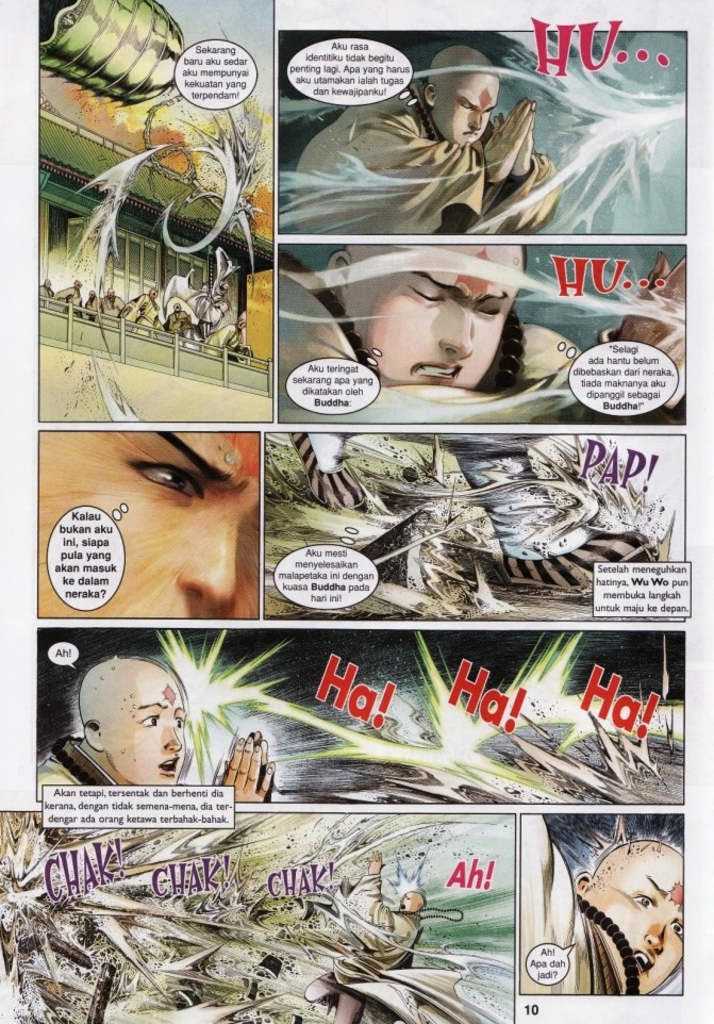 Sekarang
baru aku sedar
aku mempunyai
kekuatan yang
terpendam!
Aku rasa
identitiku tidak begitu
penting lagi. Apa yang harus
aku utamakan ialah tugas
dan kewajipanku!
HU...
HU...
Aku teringat
sekarang apa yang
dikatakan oleh
Buddha:
"Selagi
ada hantu belum
dibebaskan dari neraka,
tiada maknanya aku
dipanggil sebagai
Buddha!"
Kalau
bukan aku
ini, siapa
pula yang
akan masuk
ke dalam
neraka?
PAP!
Aku mesti
menyelesaikan
malapetaka ini dengan
kuasa Buddha pada
hari ini!
Setelah meneguhkan
hatinya, Wu Wo pun
membuka langkah
untuk maju ke depan.
Ah!
Ha!
Ha!
Ha!
Akan tetapi, tersentak dan berhenti dia
kerana, dengan tidak semena-mena, dia ter-
dengar ada orang ketawa terbahak-bahak.
CHAK!
CHAK!
CHAK!
Ah!
Ah!
Apa dah
jadi?
10